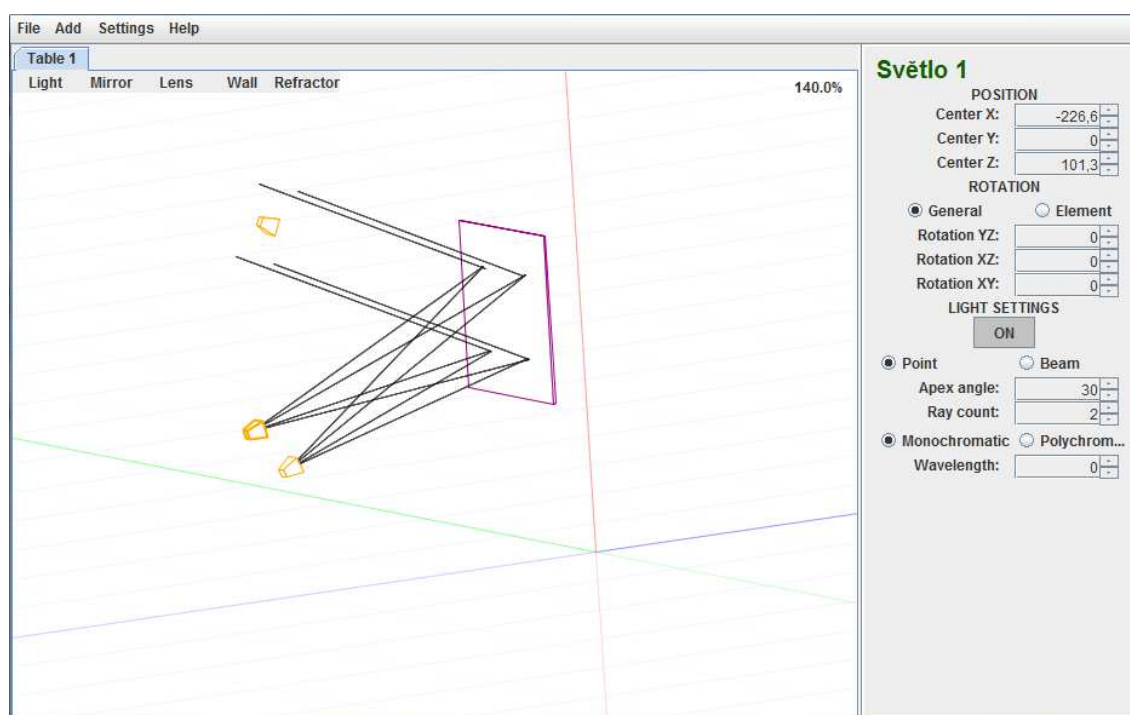 File Add Settings Help
Table 1
Light Mirror Lens Wall Refractor
140.0%
Světlo 1
POSITION
Center X: -226,6
Center Y: 0
Center Z: 101,3
ROTATION
General Element
Rotation YZ: 0
Rotation XZ: 0
Rotation XY: 0
LIGHT SETTINGS
ON
Point Beam
Apex angle: 30
Ray count: 2
Monochromatic Polychrom...
Wavelength: 0